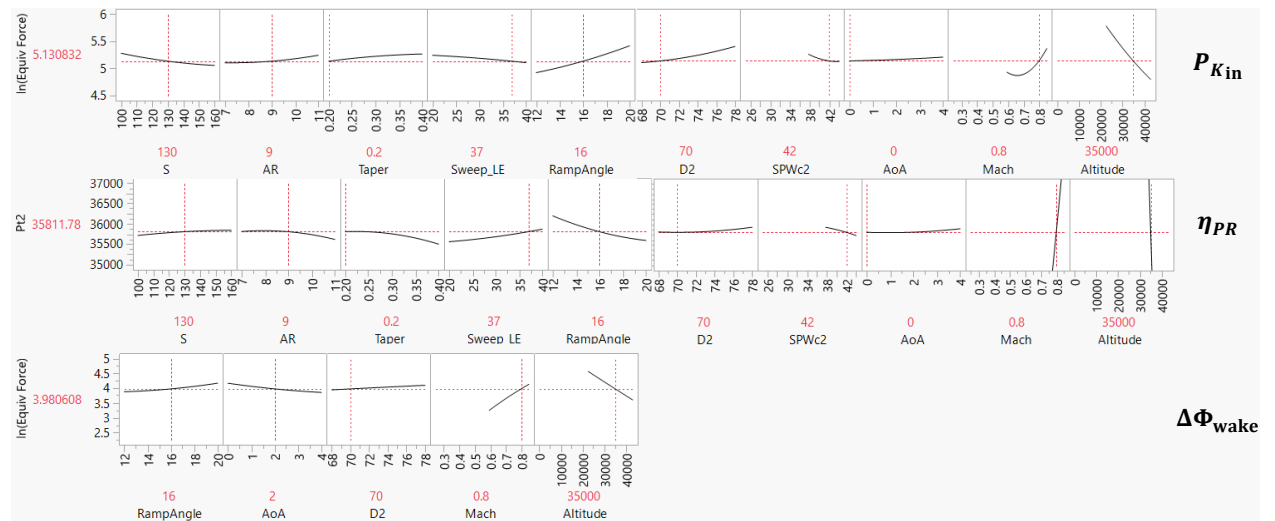 ln(Equiv Force)
5.130832
6
5.5
5
4.5
100 110 120 130 140 150 160 7 8 9 10 11 0.20 0.25 0.30 0.35 0.40 20 25 30 35 40 12 14 16 18 20 68 70 72 74 76 78 26 30 34 38 42 0 1 2 3 4 0.3 0.4 0.5 0.6 0.7 0.8 0 10000 20000 30000 40000
130 9 0.2 37 16 70 42 0 0.8 35000
S AR Taper Sweep_LE RampAngle D2 SPWc2 AoA Mach Altitude
P_{K in}
Pt2
35811.78
37000
36500
36000
35500
35000
100 110 120 130 140 150 160 7 8 9 10 11 0.20 0.25 0.30 0.35 0.40 20 25 30 35 40 12 14 16 18 20 68 70 72 74 76 78 26 30 34 38 42 0 1 2 3 4 0.3 0.4 0.5 0.6 0.7 0.8 0 10000 20000 30000 40000
130 9 0.2 37 16 70 42 0 0.8 35000
S AR Taper Sweep_LE RampAngle D2 SPWc2 AoA Mach Altitude
η_{PR}
ln(Equiv Force)
3.980608
5
4.5
4
3.5
3
2.5
12 14 16 18 20 0 1 2 3 4 68 70 72 74 76 78 0.3 0.4 0.5 0.6 0.7 0.8 0 10000 20000 30000 40000
16 2 70 0.8 35000
RampAngle AoA D2 Mach Altitude
ΔΦ_{wake}